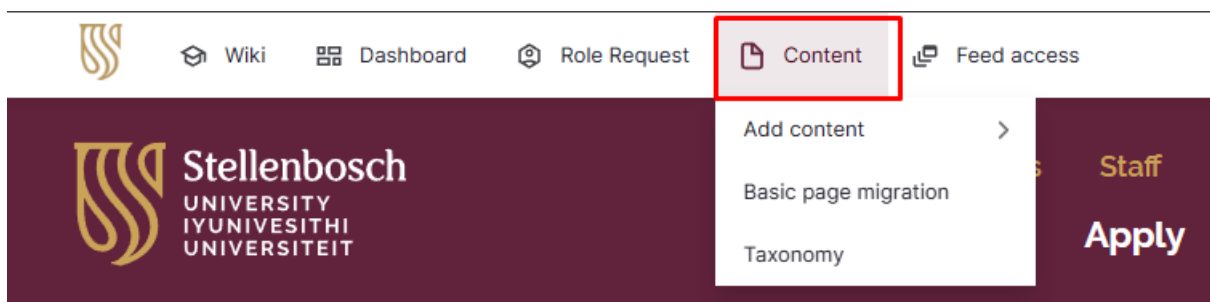 Wiki Dashboard Role Request Content Feed access
Add content
Basic page migration
Taxonomy
Stellenbosch
UNIVERSITY
IYUNIVESITHI
UNIVERSITEIT
s Staff
Apply